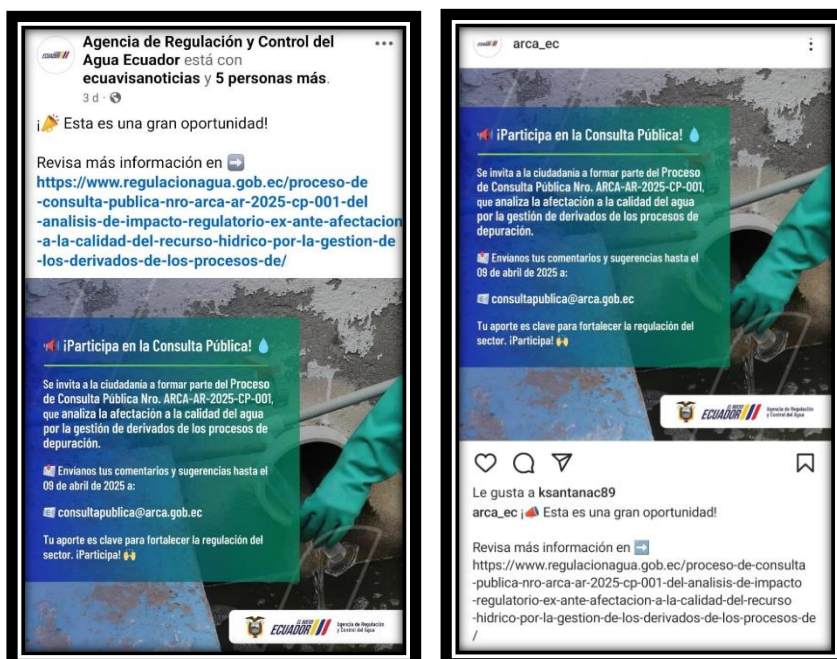 Agencia de Regulación y Control del
Agua Ecuador está con
ecuavisanoticias y 5 personas más.
3 d ·
¡📣 Esta es una gran oportunidad!
Revisa más información en ➡️
https://www.regulacionagua.gob.ec/proceso-de
-consulta-publica-nro-arca-ar-2025-cp-001-del
-analisis-de-impacto-regulatorio-ex-ante-afectacion
-a-la-calidad-del-recurso-hidrico-por-la-gestion-de
-los-derivados-de-los-procesos-de/
📢 ¡Participa en la Consulta Pública! 💧
Se invita a la ciudadanía a formar parte del Proceso
de Consulta Pública Nro. ARCA-AR-2025-CP-001,
que analiza la afectación a la calidad del agua
por la gestión de derivados de los procesos de
depuración.
📩 Envíanos tus comentarios y sugerencias hasta el
09 de abril de 2025 a:
📧 consultapublica@arca.gob.ec
Tu aporte es clave para fortalecer la regulación del
sector. ¡Participa! 🙌
EL NUEVO
ECUADOR
Agencia de Regulación
y Control del Agua
arca_ec
📢 ¡Participa en la Consulta Pública! 💧
Se invita a la ciudadanía a formar parte del Proceso
de Consulta Pública Nro. ARCA-AR-2025-CP-001,
que analiza la afectación a la calidad del agua
por la gestión de derivados de los procesos de
depuración.
📩 Envíanos tus comentarios y sugerencias hasta el
09 de abril de 2025 a:
📧 consultapublica@arca.gob.ec
Tu aporte es clave para fortalecer la regulación del
sector. ¡Participa! 🙌
EL NUEVO
ECUADOR
Agencia de Regulación
y Control del Agua
Le gusta a ksantanac89
arca_ec ¡📣 Esta es una gran oportunidad!
Revisa más información en ➡️
https://www.regulacionagua.gob.ec/proceso-de-consulta
-publica-nro-arca-ar-2025-cp-001-del-analisis-de-impacto
-regulatorio-ex-ante-afectacion-a-la-calidad-del-recurso
-hidrico-por-la-gestion-de-los-derivados-de-los-procesos-de
/